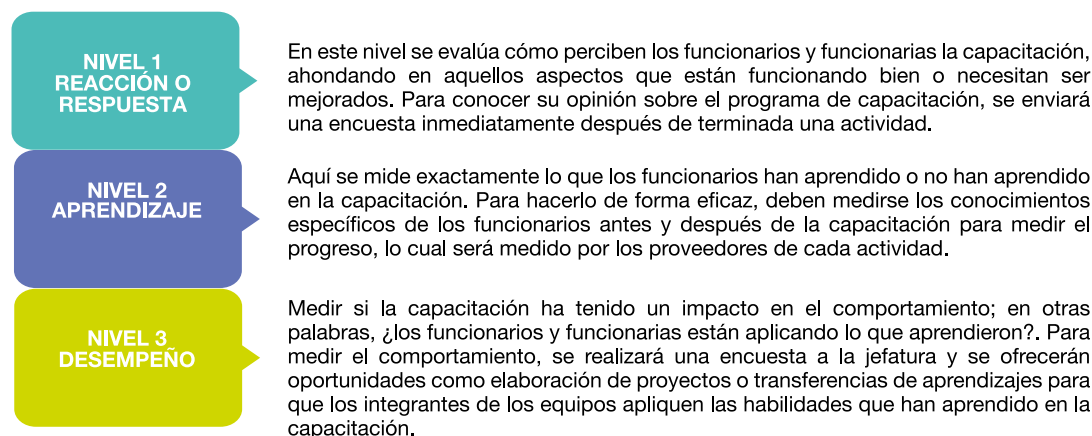 NIVEL 1
REACCIÓN O
RESPUESTA
En este nivel se evalúa cómo perciben los funcionarios y funcionarias la capacitación,
ahondando en aquellos aspectos que están funcionando bien o necesitan ser
mejorados. Para conocer su opinión sobre el programa de capacitación, se enviará
una encuesta inmediatamente después de terminada una actividad.
NIVEL 2
APRENDIZAJE
Aquí se mide exactamente lo que los funcionarios han aprendido o no han aprendido
en la capacitación. Para hacerlo de forma eficaz, deben medirse los conocimientos
específicos de los funcionarios antes y después de la capacitación para medir el
progreso, lo cual será medido por los proveedores de cada actividad.
NIVEL 3
DESEMPEÑO
Medir si la capacitación ha tenido un impacto en el comportamiento; en otras
palabras, ¿los funcionarios y funcionarias están aplicando lo que aprendieron?. Para
medir el comportamiento, se realizará una encuesta a la jefatura y se ofrecerán
oportunidades como elaboración de proyectos o transferencias de aprendizajes para
que los integrantes de los equipos apliquen las habilidades que han aprendido en la
capacitación.